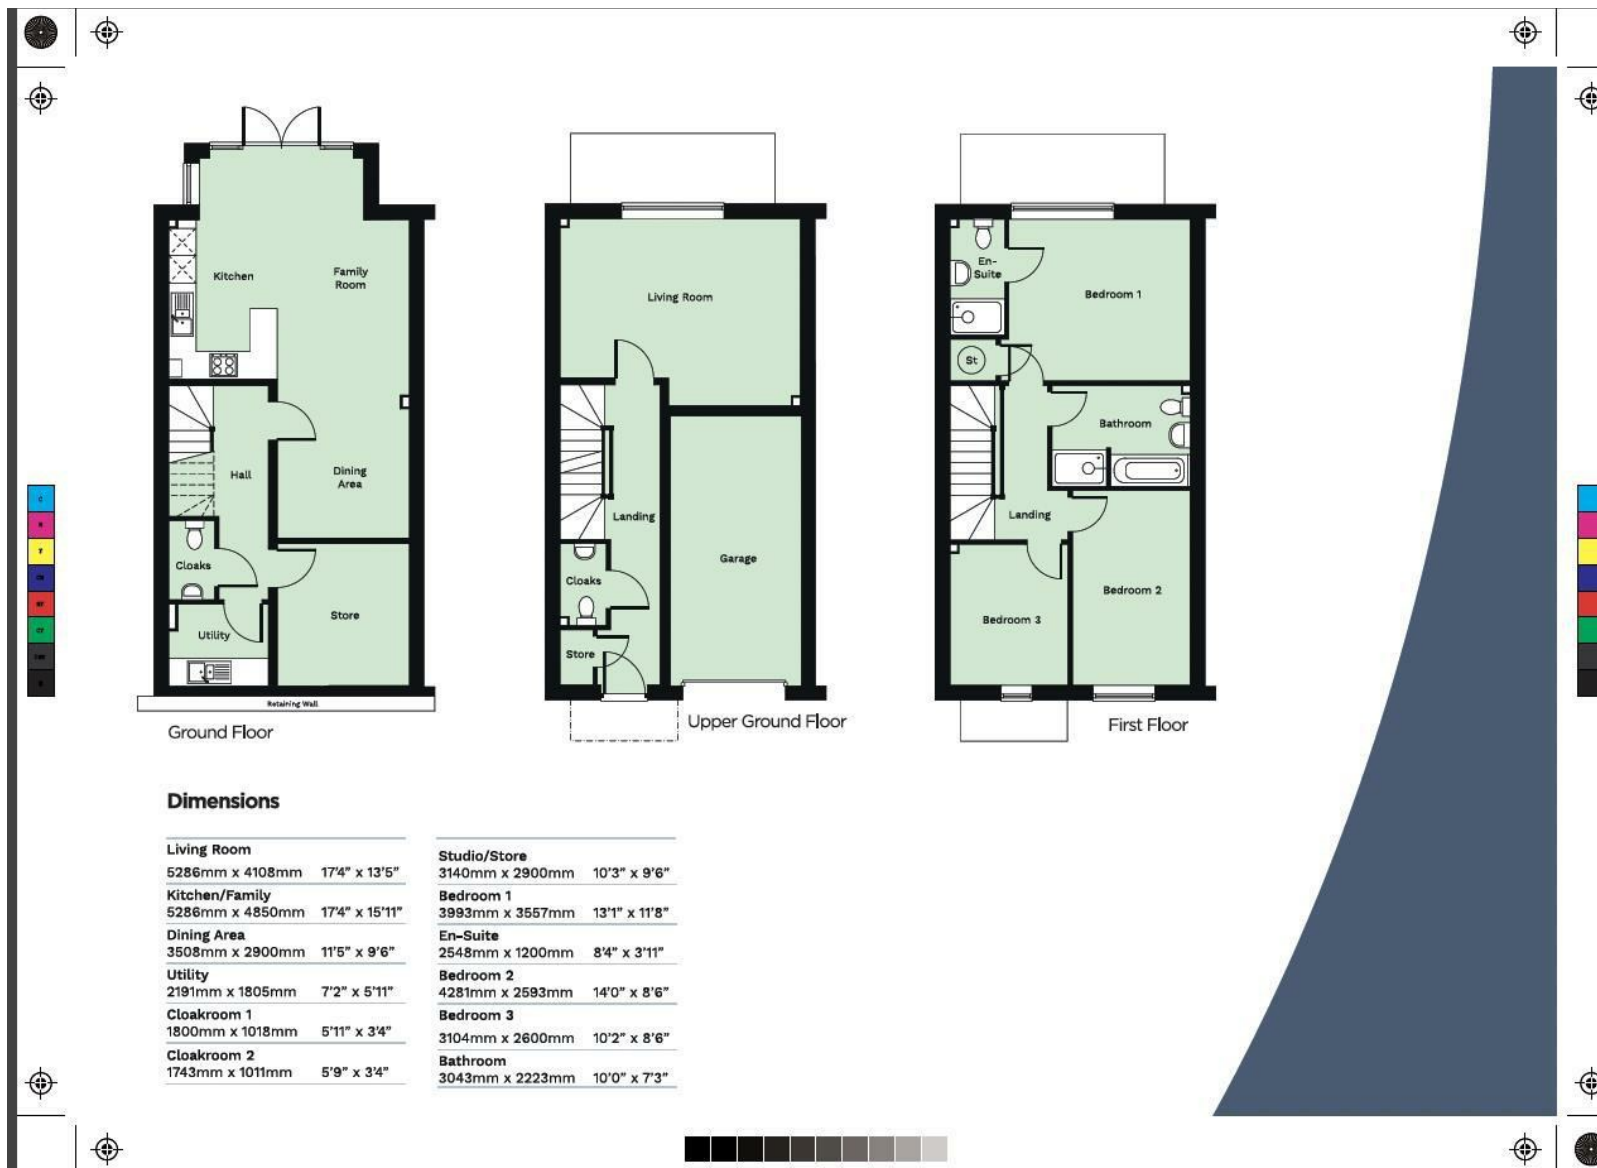 Kitchen
Family
Room
Hall
Dining
Area
Cloaks
Store
Utility
Retaining Wall
Ground Floor
Living Room
Landing
Cloaks
Garage
Store
Upper Ground Floor
En-
Suite
Bedroom 1
St
Bathroom
Landing
Bedroom 2
Bedroom 3
First Floor
Dimensions
Living Room
5286mm x 4108mm 17'4" x 13'5"
Kitchen/Family
5286mm x 4850mm 17'4" x 15'11"
Dining Area
3508mm x 2900mm 11'5" x 9'6"
Utility
2191mm x 1805mm 7'2" x 5'11"
Cloakroom 1
1800mm x 1018mm 5'11" x 3'4"
Cloakroom 2
1743mm x 1011mm 5'9" x 3'4"
Studio/Store
3140mm x 2900mm 10'3" x 9'6"
Bedroom 1
3993mm x 3557mm 13'1" x 11'8"
En-Suite
2548mm x 1200mm 8'4" x 3'11"
Bedroom 2
4281mm x 2593mm 14'0" x 8'6"
Bedroom 3
3104mm x 2600mm 10'2" x 8'6"
Bathroom
3043mm x 2223mm 10'0" x 7'3"